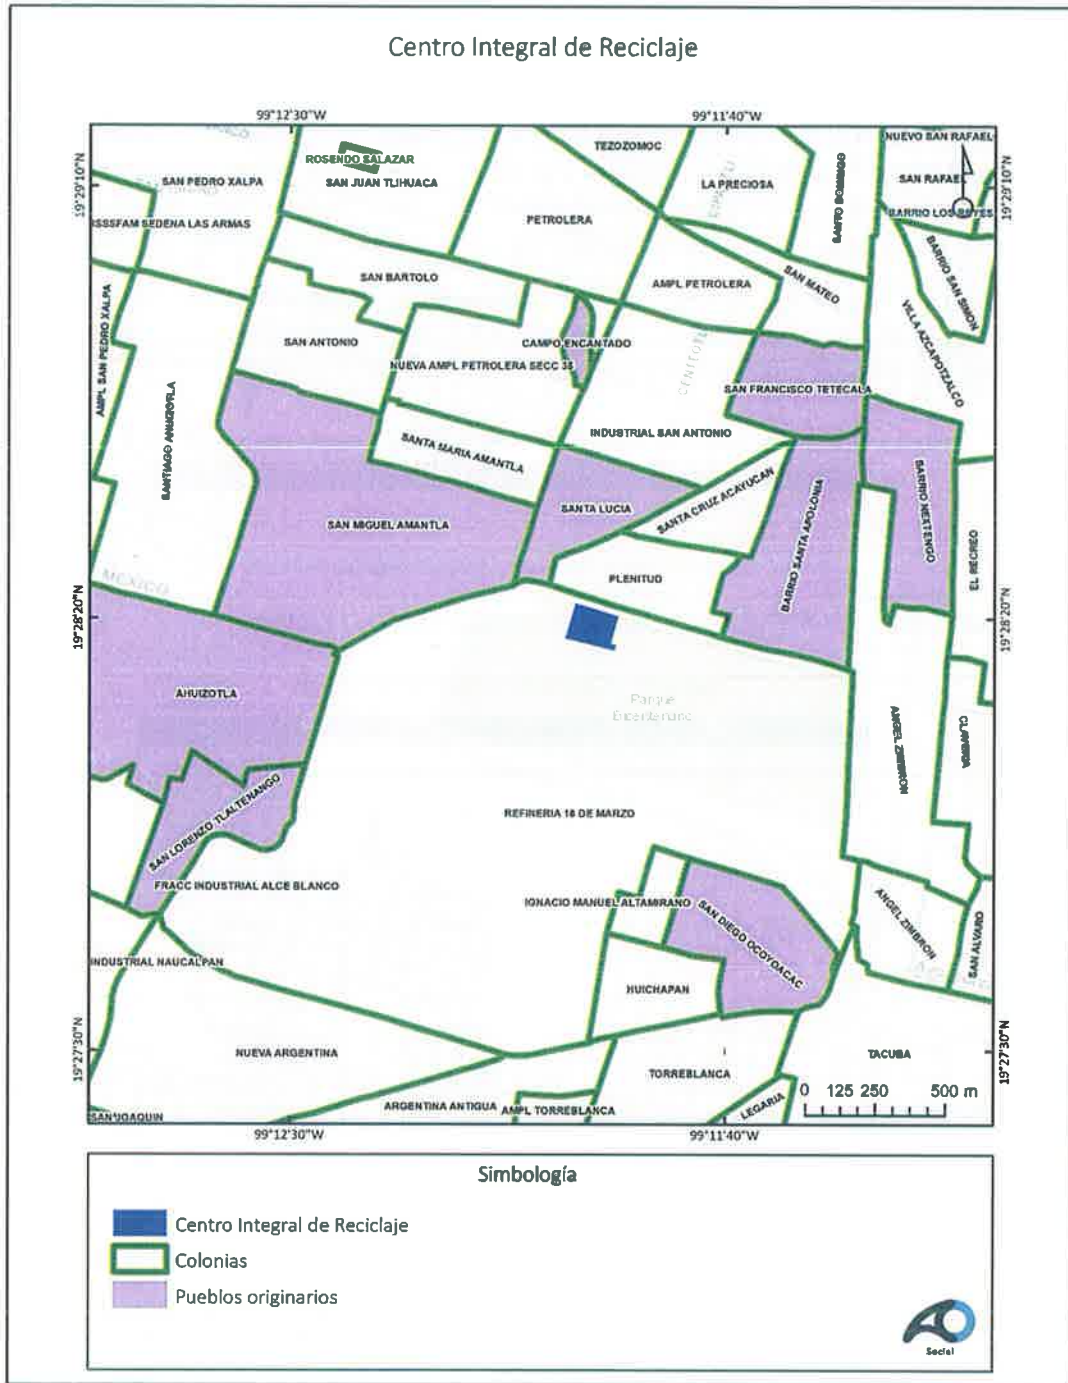 Centro Integral de Reciclaje
99°12'30"W
99°11'40"W
19°29'10"N
19°29'10"N
ROSENDO SALAZAR
SAN JUAN TLIHUACA
SAN PEDRO XALPA
TEZOZOMOC
LA PRECIOSA
SANTO DOMINGO
NUEVO SAN RAFAEL
SAN RAFAEL
BARRIO LOS REYES
ISSSFAM SEDENA LAS ARMAS
PETROLERA
BARRIO SAN SIMON
SAN BARTOLO
AMPL PETROLERA
SAN MATEO
AMPL SAN PEDRO XALPA
SAN ANTONIO
CAMPO ENCANTADO
VILLA AZCAPOTZALCO
NUEVA AMPL PETROLERA SECC 35
CENTEOTL
SAN FRANCISCO TETECALA
SANTIAGO AHUIZOTLA
SANTA MARIA AMANTLA
INDUSTRIAL SAN ANTONIO
SAN MIGUEL AMANTLA
SANTA LUCIA
SANTA CRUZ ACAYUCAN
BARRIO SANTA APOLONIA
BARRIO NEXTENGO
EL RECREO
MEXICO
PLENITUD
19°28'20"N
19°28'20"N
AHUIZOTLA
Parque
Bicentenario
ANGEL ZIMBRON
CLAVERIA
SAN LORENZO TLALTENANGO
REFINERIA 18 DE MARZO
FRACC INDUSTRIAL ALCE BLANCO
IGNACIO MANUEL ALTAMIRANO
SAN DIEGO OCOYOACAC
ANGEL ZIMBRON
SAN ALVARO
INDUSTRIAL NAUCALPAN
HUICHAPAN
19°27'30"N
19°27'30"N
NUEVA ARGENTINA
TACUBA
TORREBLANCA
0 125 250 500 m
ARGENTINA ANTIGUA
AMPL TORREBLANCA
LEGARIA
SAN JOAQUIN
99°12'30"W
99°11'40"W
Simbología
Centro Integral de Reciclaje
Colonias
Pueblos originarios
Social